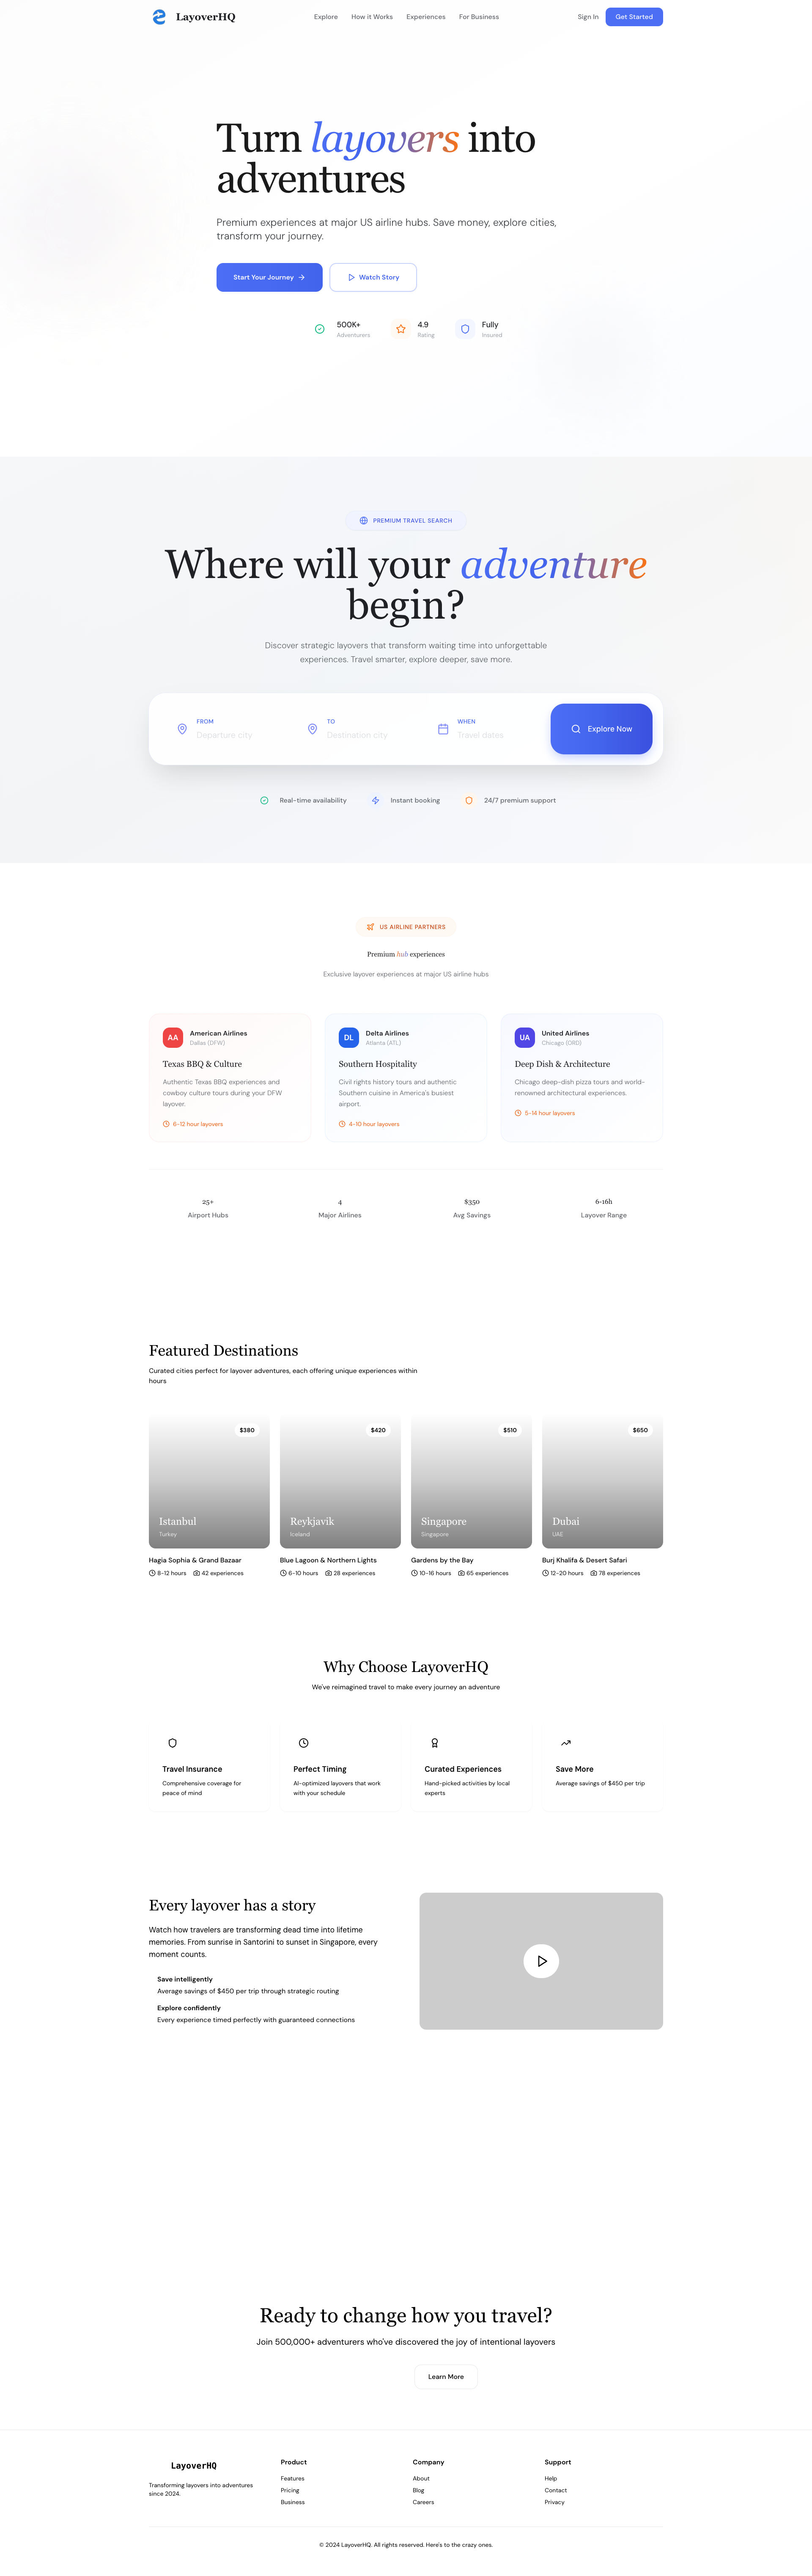 LayoverHQ
Explore
How it Works
Experiences
For Business
Sign In
Get Started
Turn layovers into
adventures
Premium experiences at major US airline hubs. Save money, explore cities,
transform your journey.
Start Your Journey
Watch Story
500K+
Adventurers
4.9
Rating
Fully
Insured
PREMIUM TRAVEL SEARCH
Where will your adventure
begin?
Discover strategic layovers that transform waiting time into unforgettable
experiences. Travel smarter, explore deeper, save more.
FROM
Departure city
TO
Destination city
WHEN
Travel dates
Explore Now
Real-time availability
Instant booking
24/7 premium support
US AIRLINE PARTNERS
Premium hub experiences
Exclusive layover experiences at major US airline hubs
AA
American Airlines
Dallas (DFW)
Texas BBQ & Culture
Authentic Texas BBQ experiences and
cowboy culture tours during your DFW
layover.
6-12 hour layovers
DL
Delta Airlines
Atlanta (ATL)
Southern Hospitality
Civil rights history tours and authentic
Southern cuisine in America's busiest
airport.
4-10 hour layovers
UA
United Airlines
Chicago (ORD)
Deep Dish & Architecture
Chicago deep-dish pizza tours and world-
renowned architectural experiences.
5-14 hour layovers
25+
Airport Hubs
4
Major Airlines
$350
Avg Savings
6-16h
Layover Range
Featured Destinations
Curated cities perfect for layover adventures, each offering unique experiences within
hours
$380
Istanbul
Turkey
Hagia Sophia & Grand Bazaar
8-12 hours
42 experiences
$420
Reykjavik
Iceland
Blue Lagoon & Northern Lights
6-10 hours
28 experiences
$510
Singapore
Singapore
Gardens by the Bay
10-16 hours
65 experiences
$650
Dubai
UAE
Burj Khalifa & Desert Safari
12-20 hours
78 experiences
Why Choose LayoverHQ
We've reimagined travel to make every journey an adventure
Travel Insurance
Comprehensive coverage for
peace of mind
Perfect Timing
AI-optimized layovers that work
with your schedule
Curated Experiences
Hand-picked activities by local
experts
Save More
Average savings of $450 per trip
Every layover has a story
Watch how travelers are transforming dead time into lifetime
memories. From sunrise in Santorini to sunset in Singapore, every
moment counts.
Save intelligently
Average savings of $450 per trip through strategic routing
Explore confidently
Every experience timed perfectly with guaranteed connections
Ready to change how you travel?
Join 500,000+ adventurers who've discovered the joy of intentional layovers
Learn More
LayoverHQ
Transforming layovers into adventures
since 2024.
Product
Features
Pricing
Business
Company
About
Blog
Careers
Support
Help
Contact
Privacy
© 2024 LayoverHQ. All rights reserved. Here's to the crazy ones.